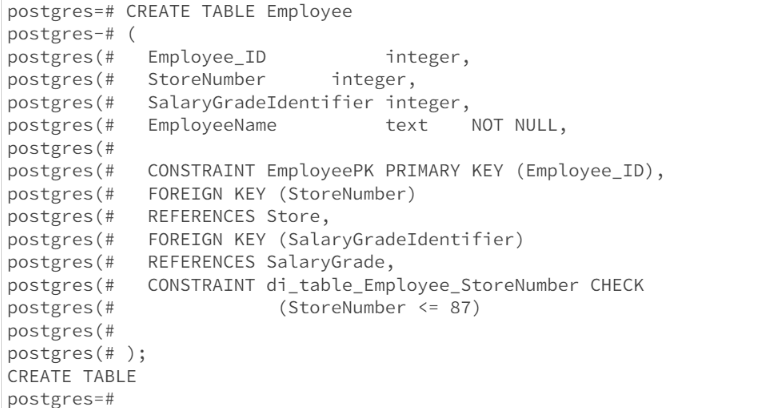 postgres=# CREATE TABLE Employee
postgres-# (
postgres(#   Employee_ID           integer,
postgres(#   StoreNumber      integer,
postgres(#   SalaryGradeIdentifier integer,
postgres(#   EmployeeName          text    NOT NULL,
postgres(#
postgres(#   CONSTRAINT EmployeePK PRIMARY KEY (Employee_ID),
postgres(#   FOREIGN KEY (StoreNumber)
postgres(#   REFERENCES Store,
postgres(#   FOREIGN KEY (SalaryGradeIdentifier)
postgres(#   REFERENCES SalaryGrade,
postgres(#   CONSTRAINT di_table_Employee_StoreNumber CHECK
postgres(#               (StoreNumber <= 87)
postgres(#
postgres(# );
CREATE TABLE
postgres=#